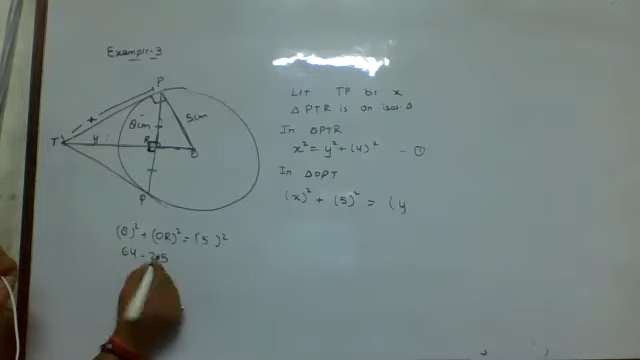 Example-3
P
x
8cm
5cm
T
y
R
O
Q
(8)² + (OR)² = (5)²
64 - 25
Let TP be x
Δ PTR is an isos. Δ
In ΔPTR
x² = y² + (4)² - ①
In ΔOPT
(x)² + (5)² = (y